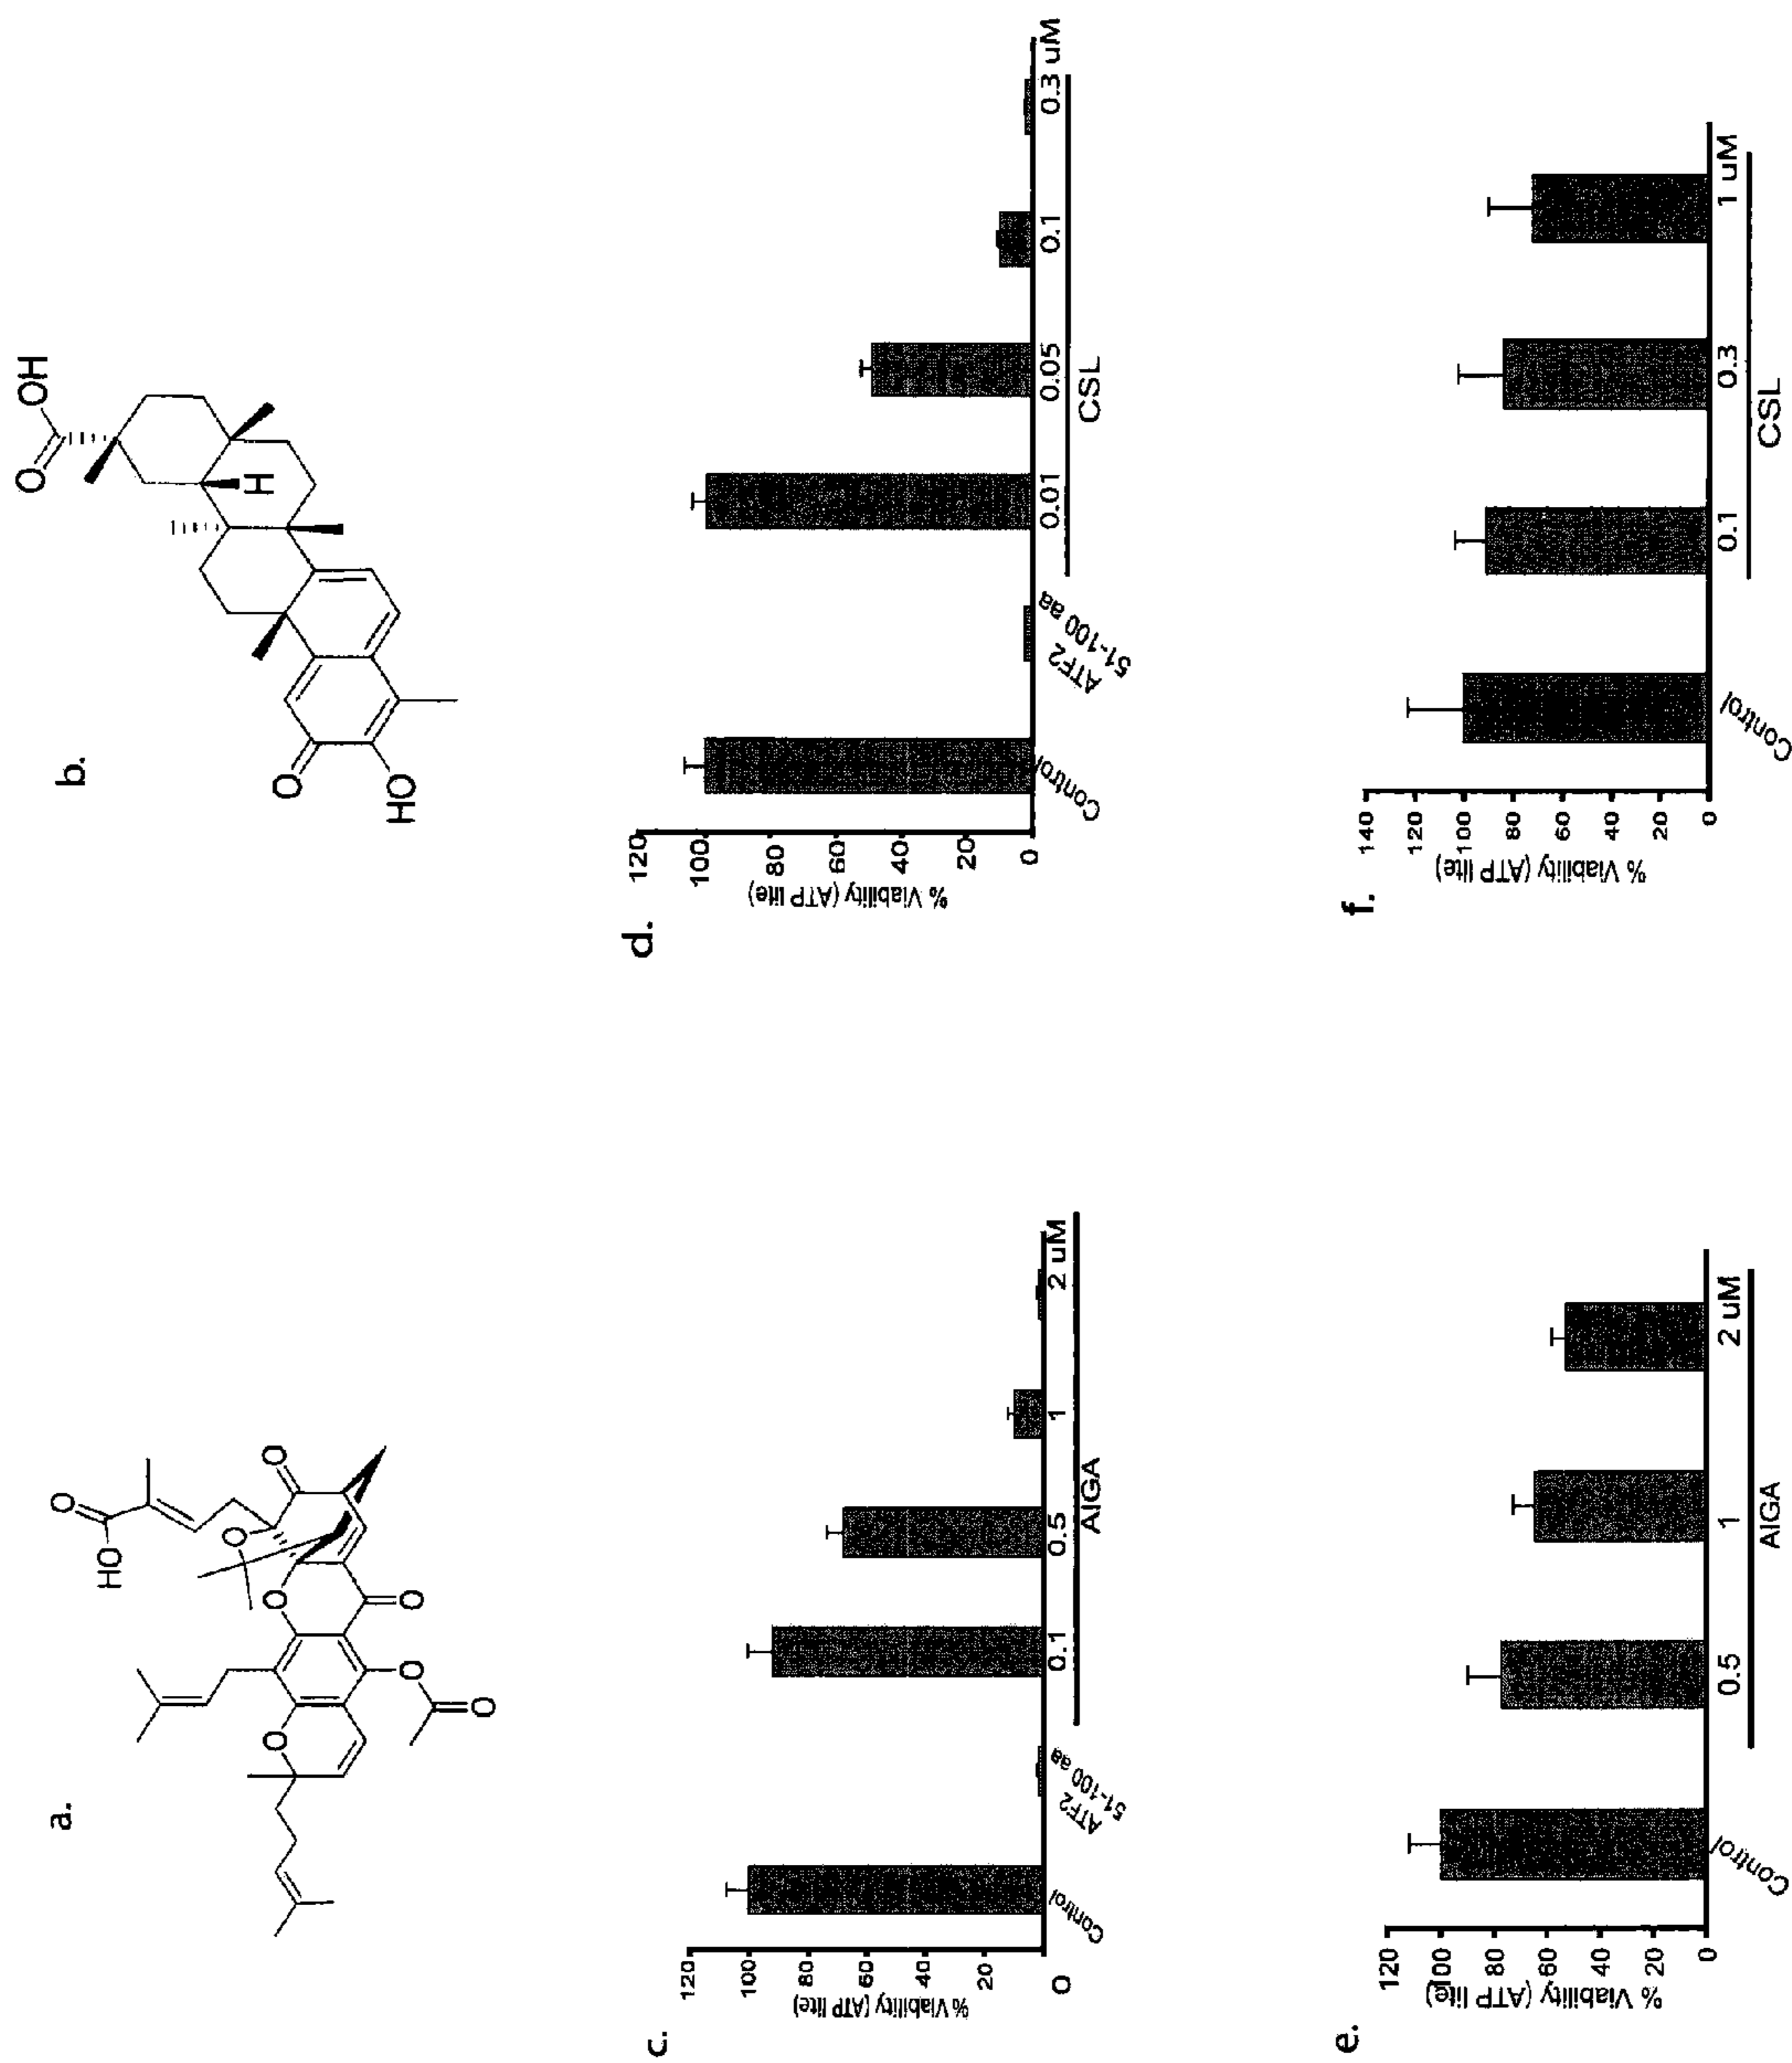 a.
HO
O
O
O
O
O
O
O
O
b.
O
OH
H
O
HO
c.
% Viability (ATP lite)
120
100
80
60
40
20
O
Control
ATF2
51-100 aa
0.1
0.5
1
2 uM
AIGA
d.
% Viability (ATP lite)
120
100
80
60
40
20
0
Control
ATF2
51-100 aa
0.01
0.05
0.1
0.3 uM
CSL
e.
% Viability (ATP lite)
120
100
80
60
40
20
0
Control
0.5
1
2 uM
AIGA
f.
% Viability (ATP lite)
140
120
100
80
60
40
20
0
Control
0.1
0.3
1 uM
CSL